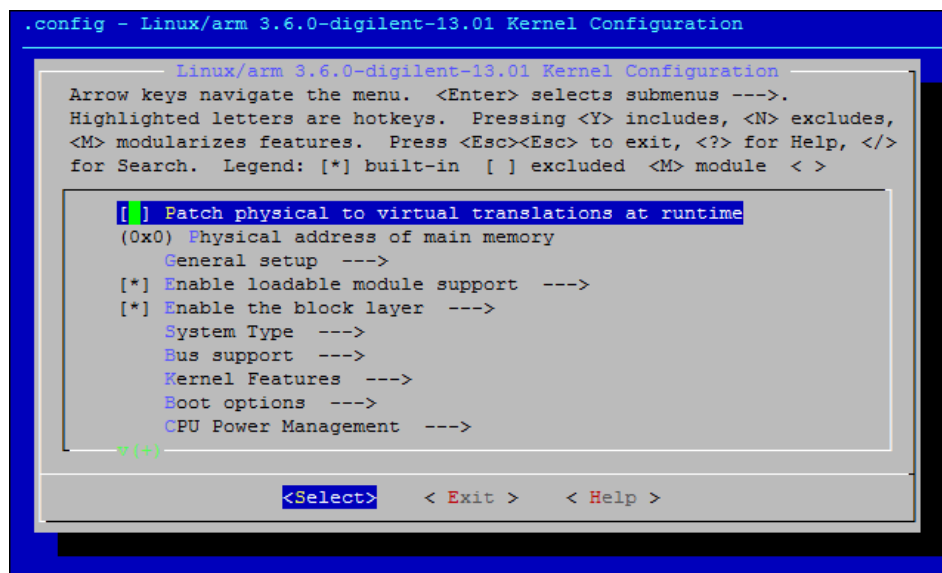 .config - Linux/arm 3.6.0-digilent-13.01 Kernel Configuration
Linux/arm 3.6.0-digilent-13.01 Kernel Configuration
Arrow keys navigate the menu.  <Enter> selects submenus --->.
Highlighted letters are hotkeys.  Pressing <Y> includes, <N> excludes,
<M> modularizes features.  Press <Esc><Esc> to exit, <?> for Help, </>
for Search.  Legend: [*] built-in  [ ] excluded  <M> module  < >
[ ] Patch physical to virtual translations at runtime
(0x0) Physical address of main memory
General setup  --->
[*] Enable loadable module support  --->
[*] Enable the block layer  --->
System Type  --->
Bus support  --->
Kernel Features  --->
Boot options  --->
CPU Power Management  --->
v(+)
<Select>    < Exit >    < Help >